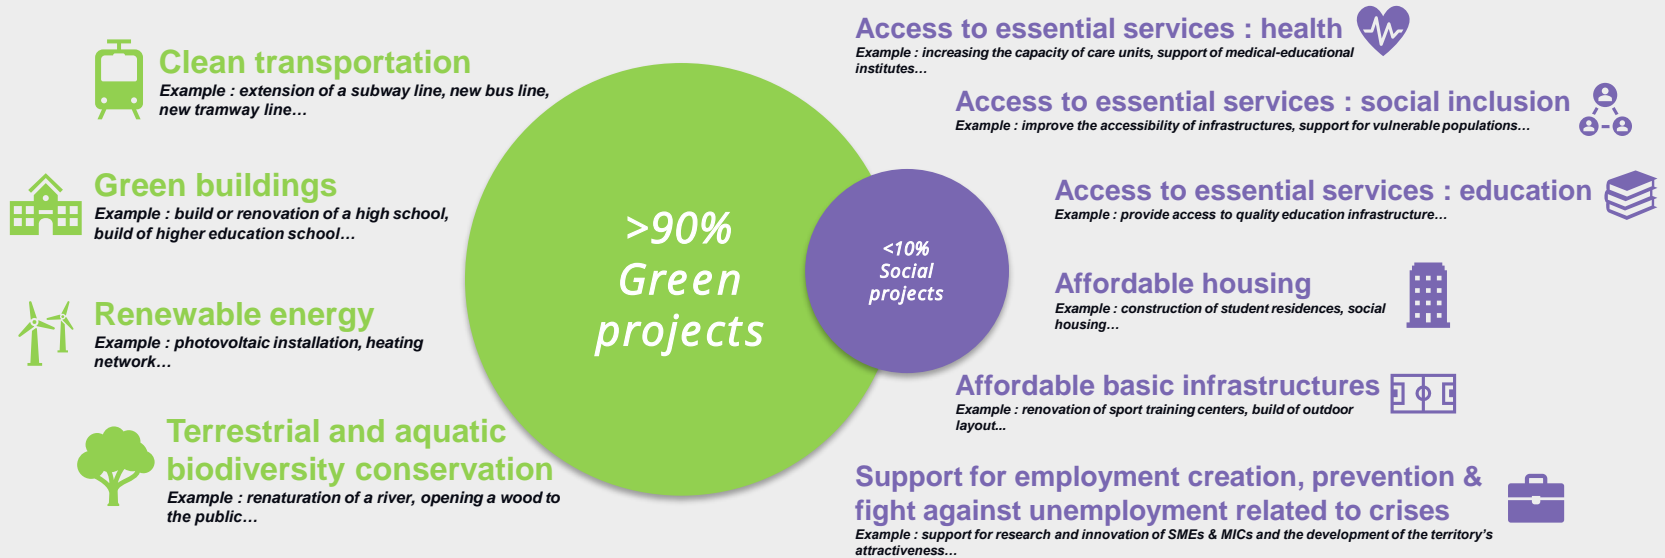 Clean transportation
Example : extension of a subway line, new bus line,
new tramway line…
Green buildings
Example : build or renovation of a high school,
build of higher education school…
Renewable energy
Example : photovoltaic installation, heating
network…
Terrestrial and aquatic
biodiversity conservation
Example : renaturation of a river, opening a wood to
the public…
>90%
Green
projects
<10%
Social
projects
Access to essential services : health
Example : increasing the capacity of care units, support of medical-educational
institutes…
Access to essential services : social inclusion
Example : improve the accessibility of infrastructures, support for vulnerable populations…
Access to essential services : education
Example : provide access to quality education infrastructure…
Affordable housing
Example : construction of student residences, social
housing…
Affordable basic infrastructures
Example : renovation of sport training centers, build of outdoor
layout...
Support for employment creation, prevention &
fight against unemployment related to crises
Example : support for research and innovation of SMEs & MICs and the development of the territory's
attractiveness…